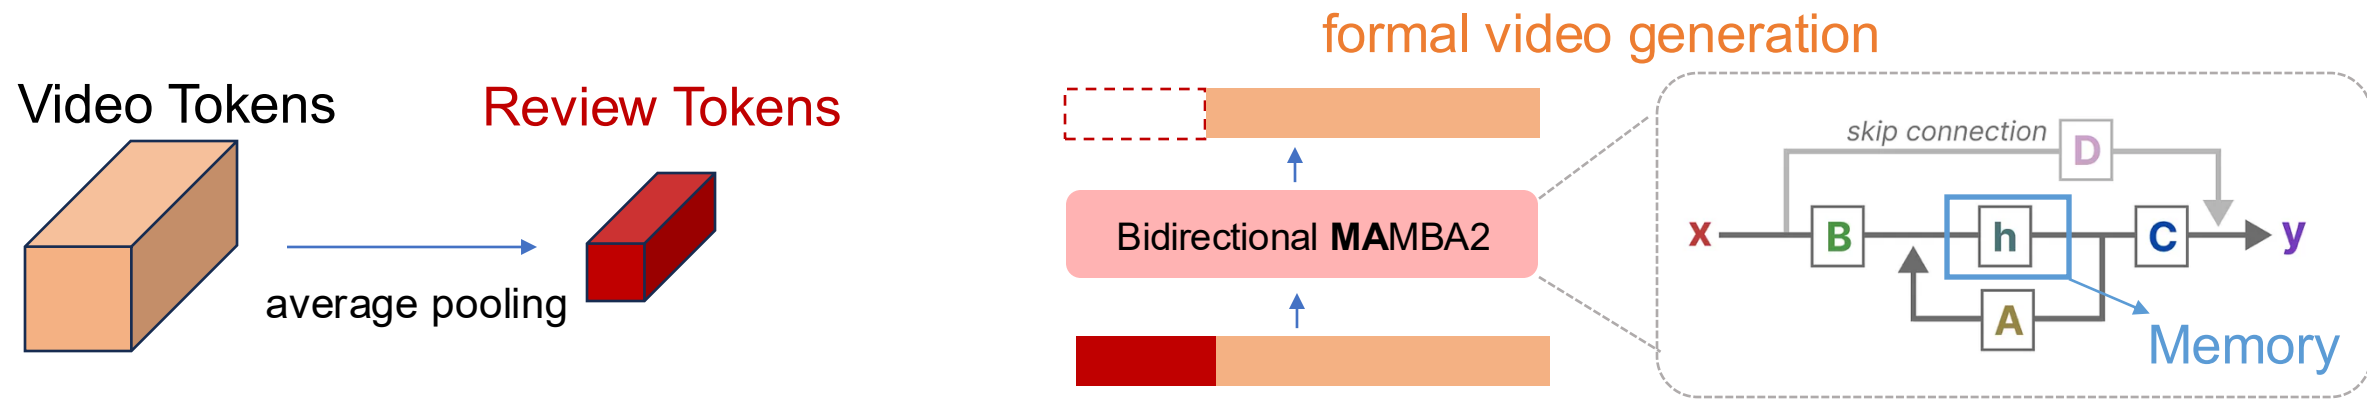 Video Tokens
Review Tokens
average pooling
formal video generation
Bidirectional MAMBA2
skip connection
D
x
B
h
C
y
A
Memory